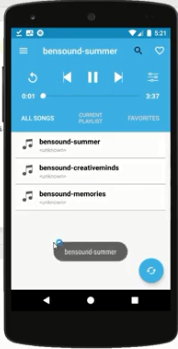 5:21
bensound-summer
0:01
3:37
ALL SONGS
CURRENT
PLAYLIST
FAVORITES
bensound-summer
<unknown>
bensound-creativeminds
<unknown>
bensound-memories
<unknown>
bensound-summer